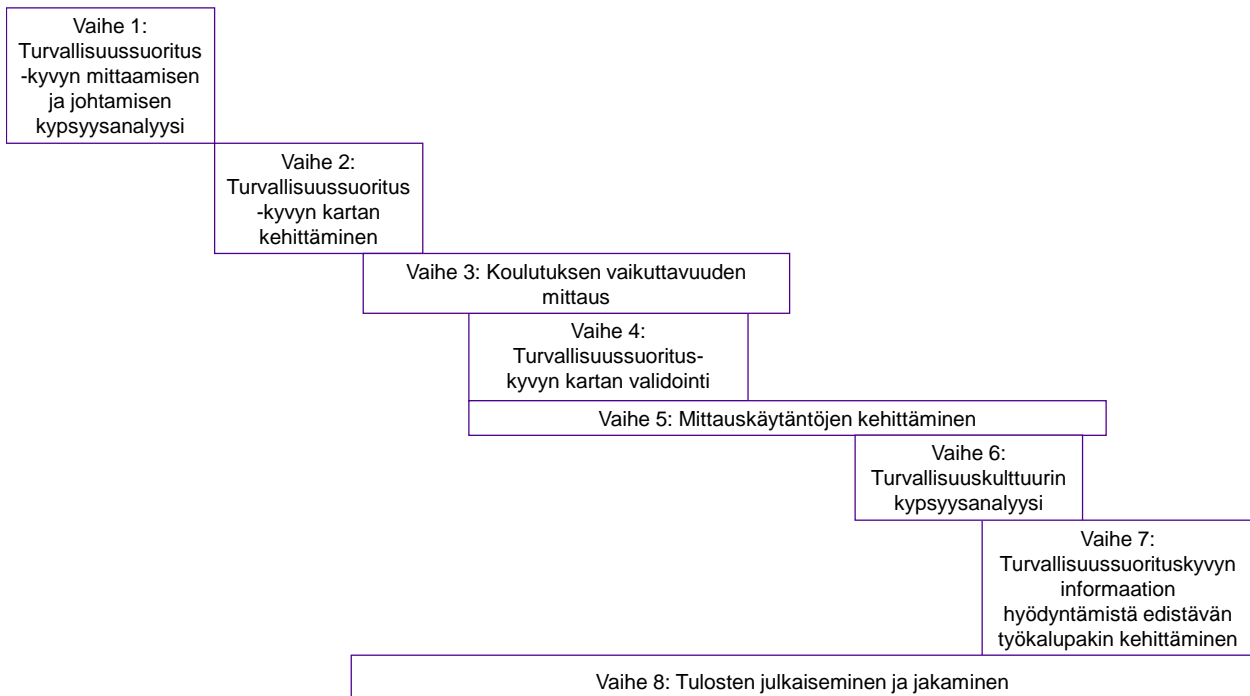 Vaihe 1:
Turvallisuussuoritus
-kyvyn mittaamisen
ja johtamisen
kypsyysanalyysi
Vaihe 2:
Turvallisuussuoritus
-kyvyn kartan
kehittäminen
Vaihe 3: Koulutuksen vaikuttavuuden
mittaus
Vaihe 4:
Turvallisuussuoritus-
kyvyn kartan validointi
Vaihe 5: Mittauskäytäntöjen kehittäminen
Vaihe 6:
Turvallisuuskulttuurin
kypsyysanalyysi
Vaihe 7:
Turvallisuussuorituskyvyn
informaation
hyödyntämistä edistävän
työkalupakin kehittäminen
Vaihe 8: Tulosten julkaiseminen ja jakaminen